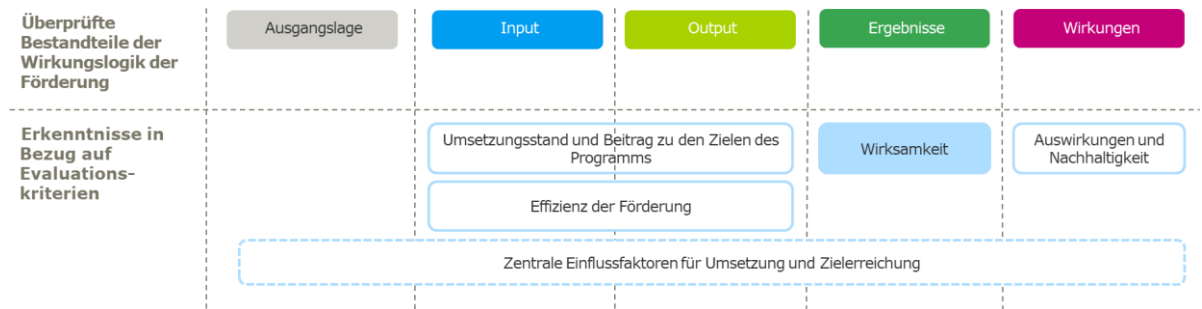 Überprüfte
Bestandteile der
Wirkungslogik der
Förderung
Ausgangslage
Input
Output
Ergebnisse
Wirkungen
Erkenntnisse in
Bezug auf
Evaluations-
kriterien
Umsetzungsstand und Beitrag zu den Zielen des
Programms
Wirksamkeit
Auswirkungen und
Nachhaltigkeit
Effizienz der Förderung
Zentrale Einflussfaktoren für Umsetzung und Zielerreichung